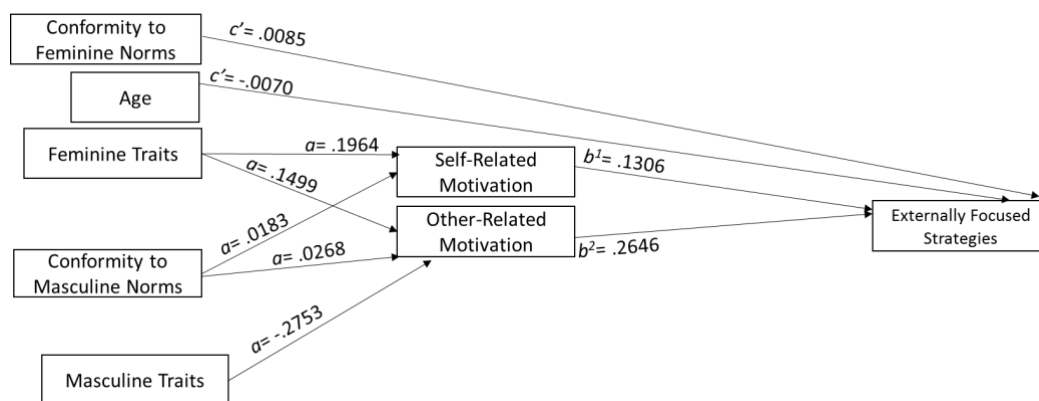 Conformity to
Feminine Norms
c'= .0085
c'= -.0070
Age
Feminine Traits
a= .1964
a= .1499
Self-Related
Motivation
b1= .1306
Other-Related
Motivation
b2= .2646
Externally Focused
Strategies
a= .0183
a= .0268
Conformity to
Masculine Norms
a= -.2753
Masculine Traits